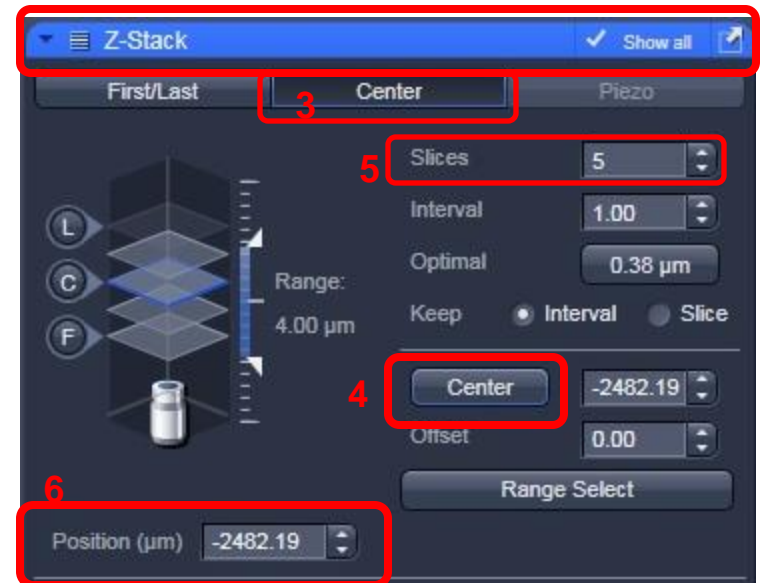 Z-Stack Show all
First/Last 3 Center Piezo
5 Slices 5
Interval 1.00
L
Optimal 0.38 µm
C Range:
Keep Interval Slice
4.00 µm
F
4 Center -2482.19
Offset 0.00
Range Select
6
Position (µm) -2482.19